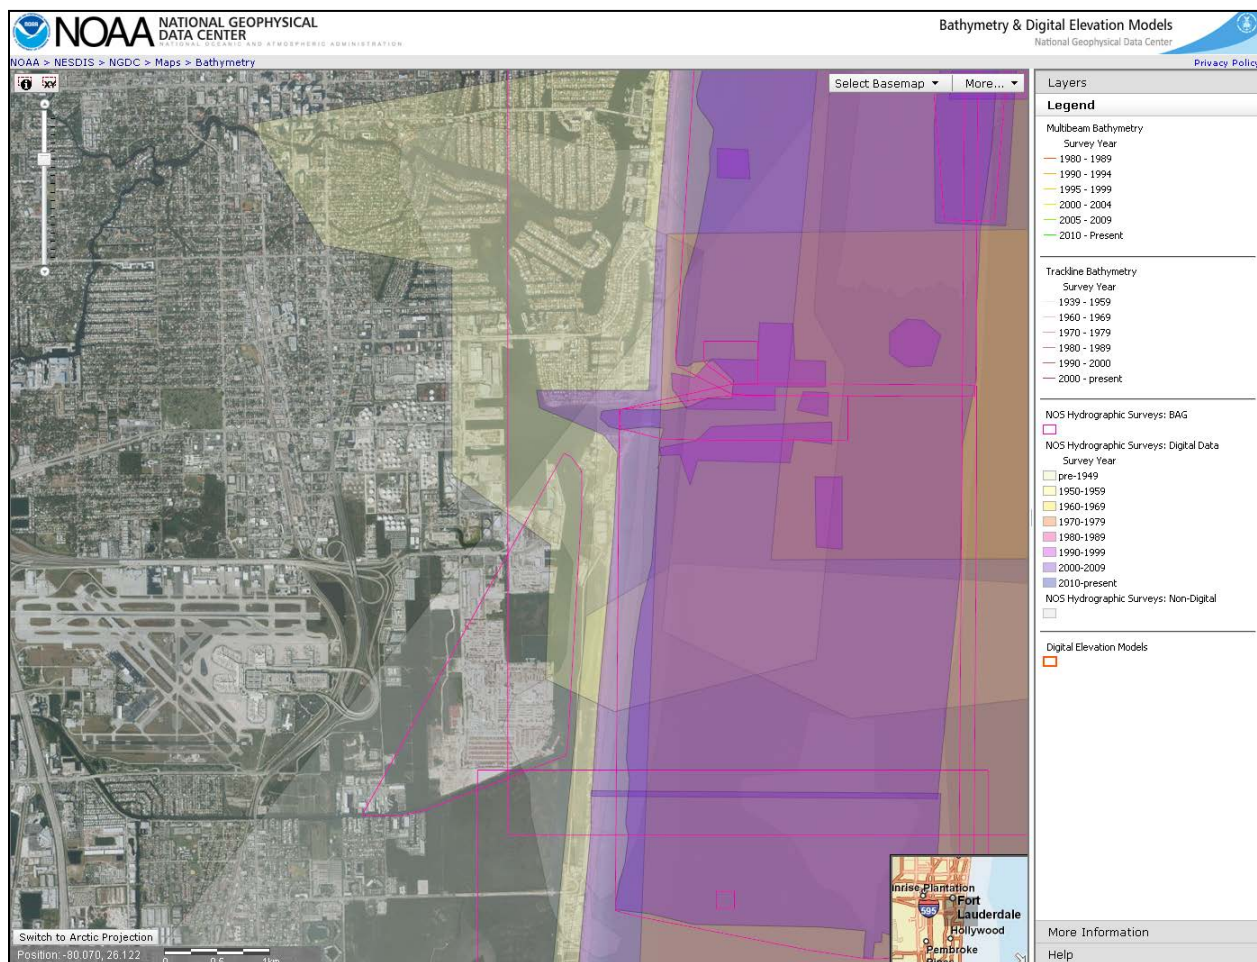 NOAA
NATIONAL GEOPHYSICAL
DATA CENTER
NATIONAL OCEANIC AND ATMOSPHERIC ADMINISTRATION
Bathymetry & Digital Elevation Models
National Geophysical Data Center
NOAA > NESDIS > NGDC > Maps > Bathymetry
Privacy Policy
Select Basemap
More...
XY
Layers
Legend
Multibeam Bathymetry
Survey Year
1980 - 1989
1990 - 1994
1995 - 1999
2000 - 2004
2005 - 2009
2010 - Present
Trackline Bathymetry
Survey Year
1939 - 1959
1960 - 1969
1970 - 1979
1980 - 1989
1990 - 2000
2000 - present
NOS Hydrographic Surveys: BAG
NOS Hydrographic Surveys: Digital Data
Survey Year
pre-1949
1950-1959
1960-1969
1970-1979
1980-1989
1990-1999
2000-2009
2010-present
NOS Hydrographic Surveys: Non-Digital
Digital Elevation Models
More Information
Help
Switch to Arctic Projection
Position: -80.070, 26.122
0 0.6 1km
nrise Plantation
595
Fort
Lauderdale
Hollywood
Pembroke